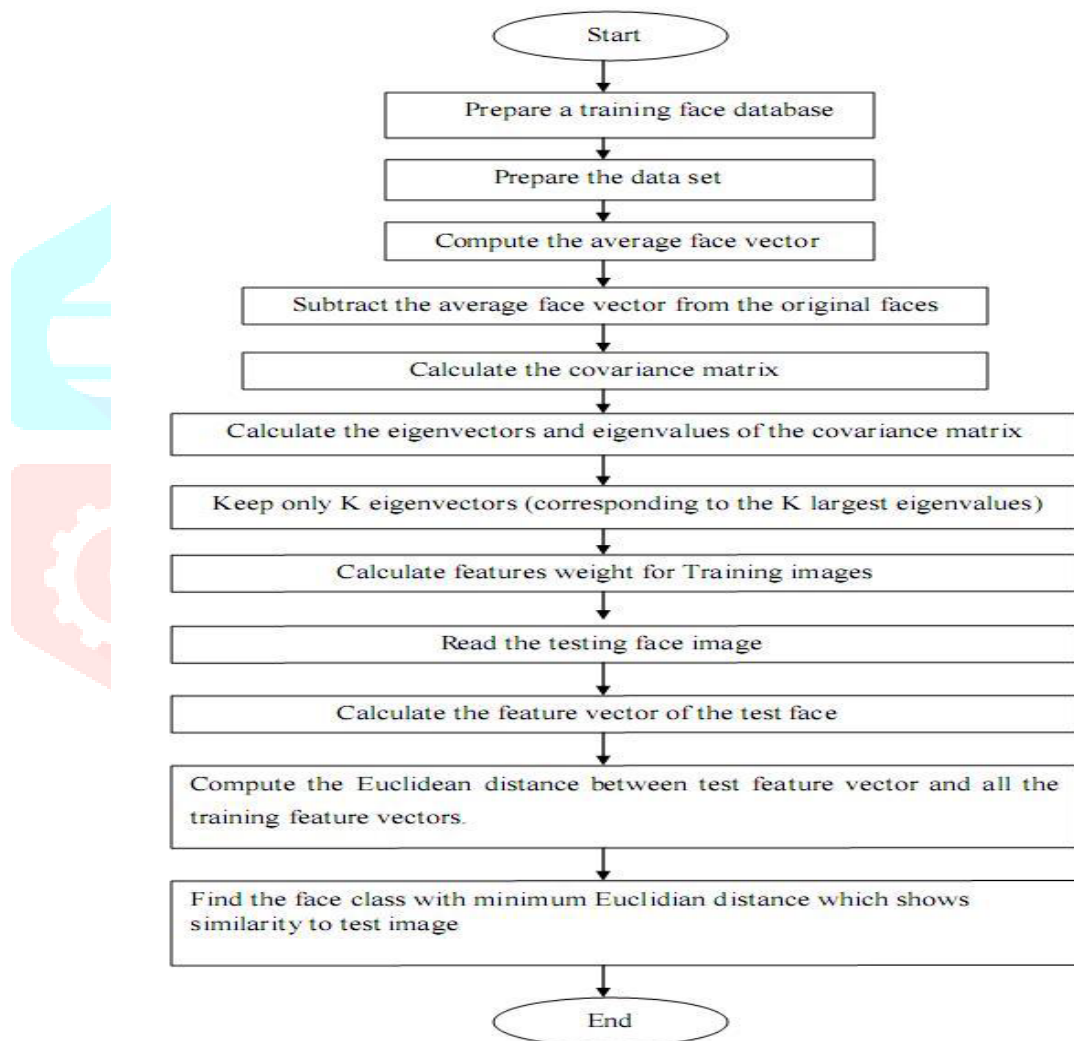 Start
Prepare a training face database
Prepare the data set
Compute the average face vector
Subtract the average face vector from the original faces
Calculate the covariance matrix
Calculate the eigenvectors and eigenvalues of the covariance matrix
Keep only K eigenvectors (corresponding to the K largest eigenvalues)
Calculate features weight for Training images
Read the testing face image
Calculate the feature vector of the test face
Compute the Euclidean distance between test feature vector and all the
training feature vectors.
Find the face class with minimum Euclidian distance which shows
similarity to test image
End